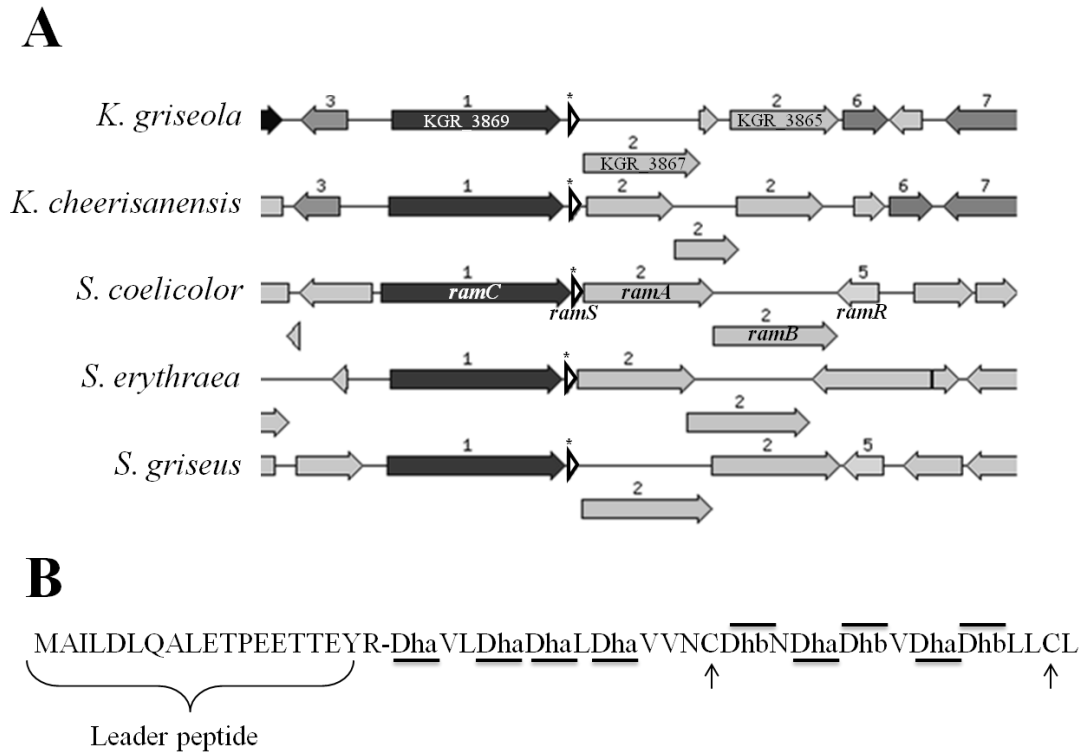 A
K. griseola
3
1
*
2
6
7
KGR_3869
KGR_3865
2
KGR_3867
K. cheerisanensis
3
1
*
2
2
6
7
2
S. coelicolor
1
*
2
5
ramC
ramA
ramS
ramR
2
ramB
S. erythraea
1
*
2
2
S. griseus
1
*
2
5
2
B
MAILDLQALETPEETTEYR-DhaVLDhaDhaLDhaVVNCDhbNDhaDhbVDhaDhbLLCL
Leader peptide